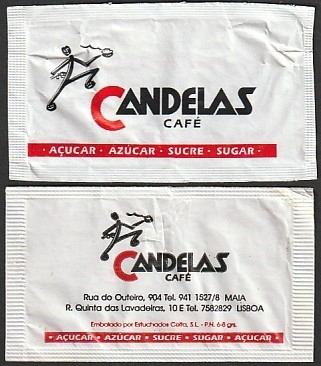 CANDELAS
CAFÉ
· AÇUCAR · AZÚCAR · SUCRE · SUGAR ·
CANDELAS
CAFÉ
Rua do Outeiro, 904 Tel. 941 1527/8 MAIA
R. Quinta das Lavadeiras, 10 E Tel. 7582829 LISBOA
Embalado por Estuchados Cotta, S.L. - P.N. 6-8 grs.
· AÇUCAR · AZÚCAR · SUCRE · SUGAR · AÇUCAR ·